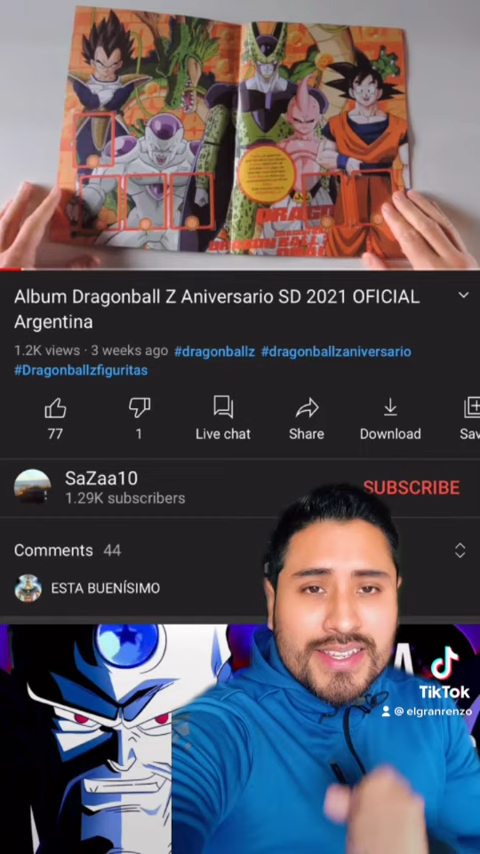 Album Dragonball Z Aniversario SD 2021 OFICIAL
Argentina
1.2K views · 3 weeks ago #dragonballz #dragonballzaniversario
#Dragonballzfiguritas
77
1
Live chat
Share
Download
Sav
SaZaa10
1.29K subscribers
SUBSCRIBE
Comments 44
ESTA BUENÍSIMO
TikTok
@elgranrenzo